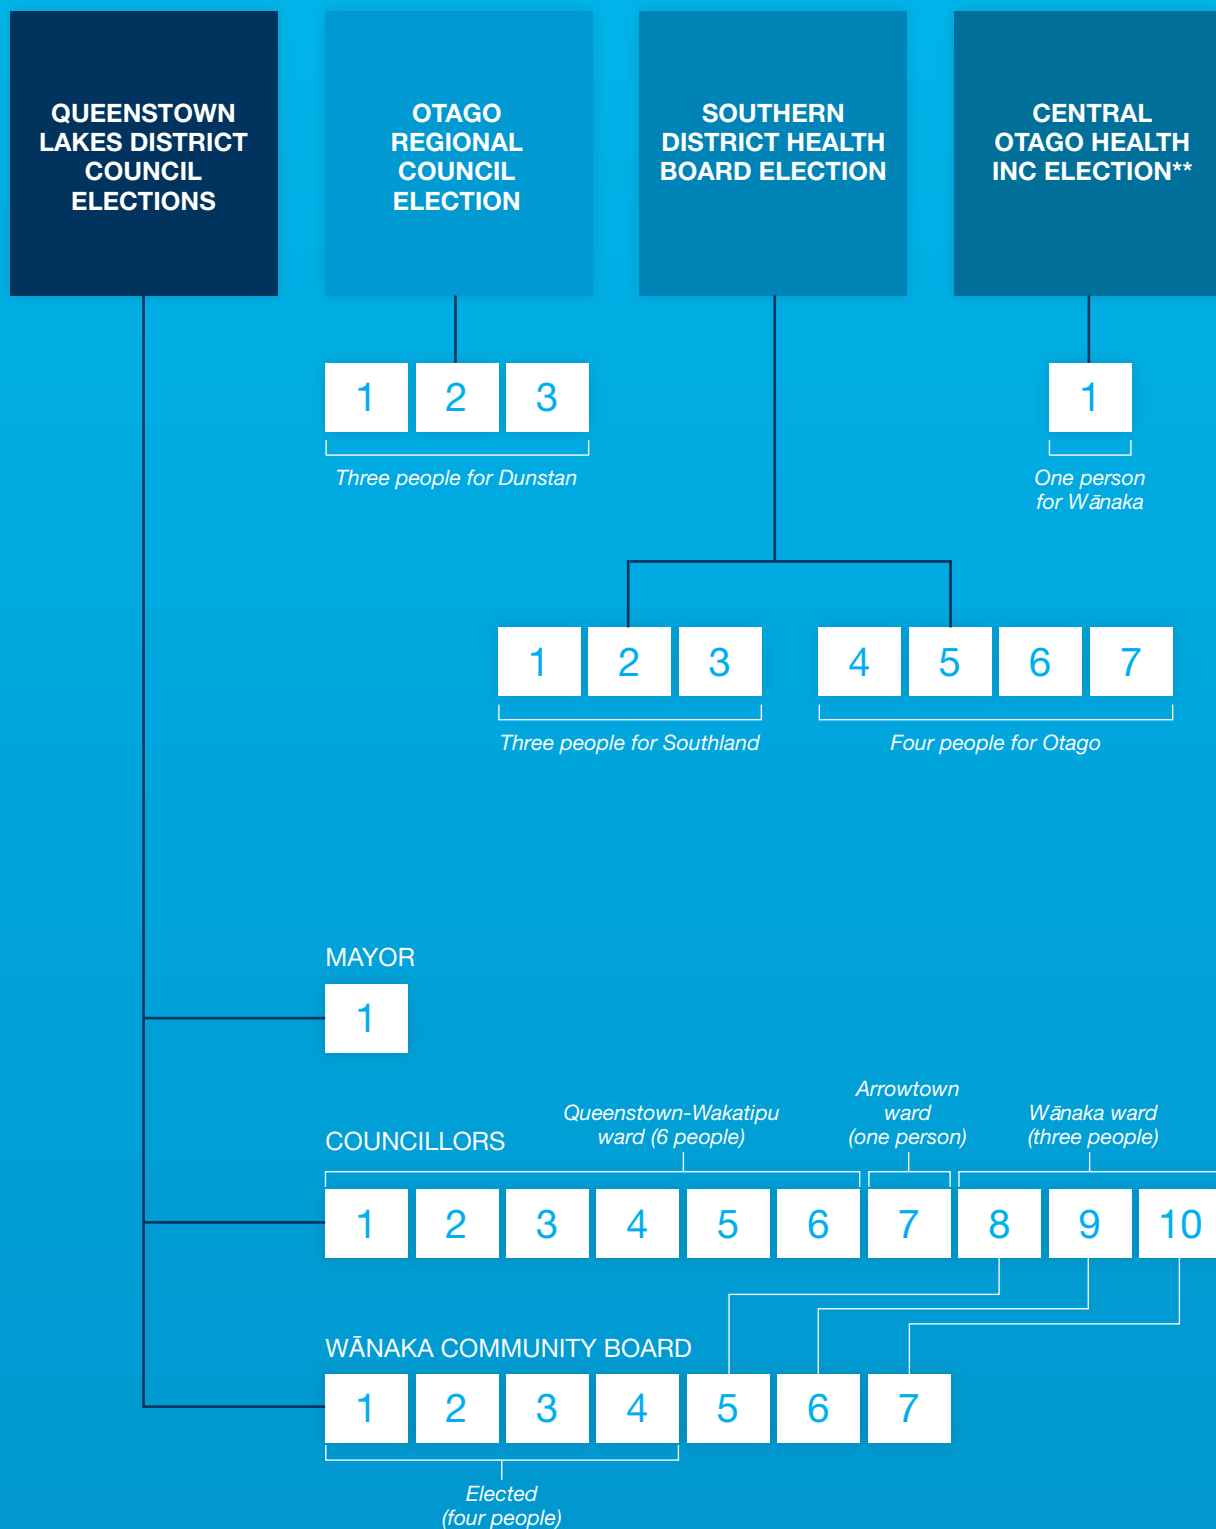 QUEENSTOWN
LAKES DISTRICT
COUNCIL
ELECTIONS
OTAGO
REGIONAL
COUNCIL
ELECTION
SOUTHERN
DISTRICT HEALTH
BOARD ELECTION
CENTRAL
OTAGO HEALTH
INC ELECTION**
1 2 3
Three people for Dunstan
1
One person
for Wānaka
1 2 3
Three people for Southland
4 5 6 7
Four people for Otago
MAYOR
1
COUNCILLORS
Queenstown-Wakatipu
ward (6 people)
Arrowtown
ward
(one person)
Wānaka ward
(three people)
1 2 3 4 5 6 7 8 9 10
WĀNAKA COMMUNITY BOARD
1 2 3 4 5 6 7
Elected
(four people)